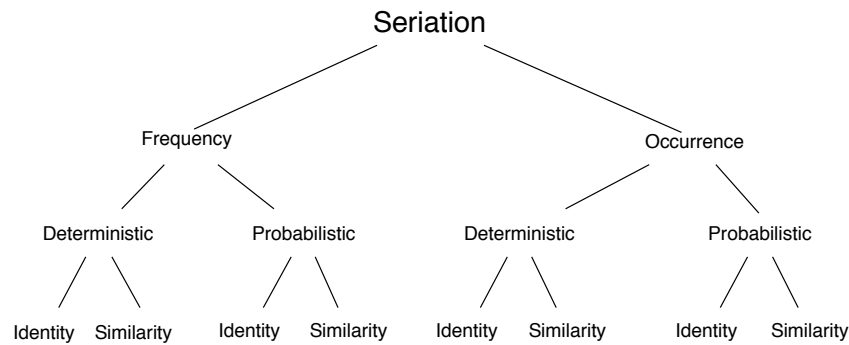 Seriation
Frequency Occurrence
Deterministic Probabilistic Deterministic Probabilistic
Identity Similarity Identity Similarity Identity Similarity Identity Similarity